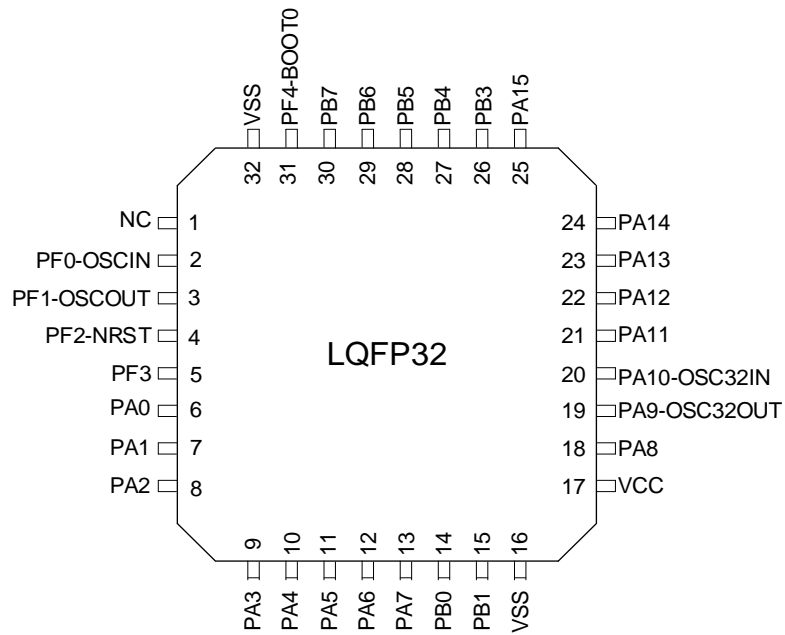 VSS
PF4-BOOT0
PB7
PB6
PB5
PB4
PB3
PA15
32
31
30
29
28
27
26
25
NC 1
PF0-OSCIN 2
PF1-OSCOUT 3
PF2-NRST 4
PF3 5
PA0 6
PA1 7
PA2 8
LQFP32
24 PA14
23 PA13
22 PA12
21 PA11
20 PA10-OSC32IN
19 PA9-OSC32OUT
18 PA8
17 VCC
9
10
11
12
13
14
15
16
PA3
PA4
PA5
PA6
PA7
PB0
PB1
VSS